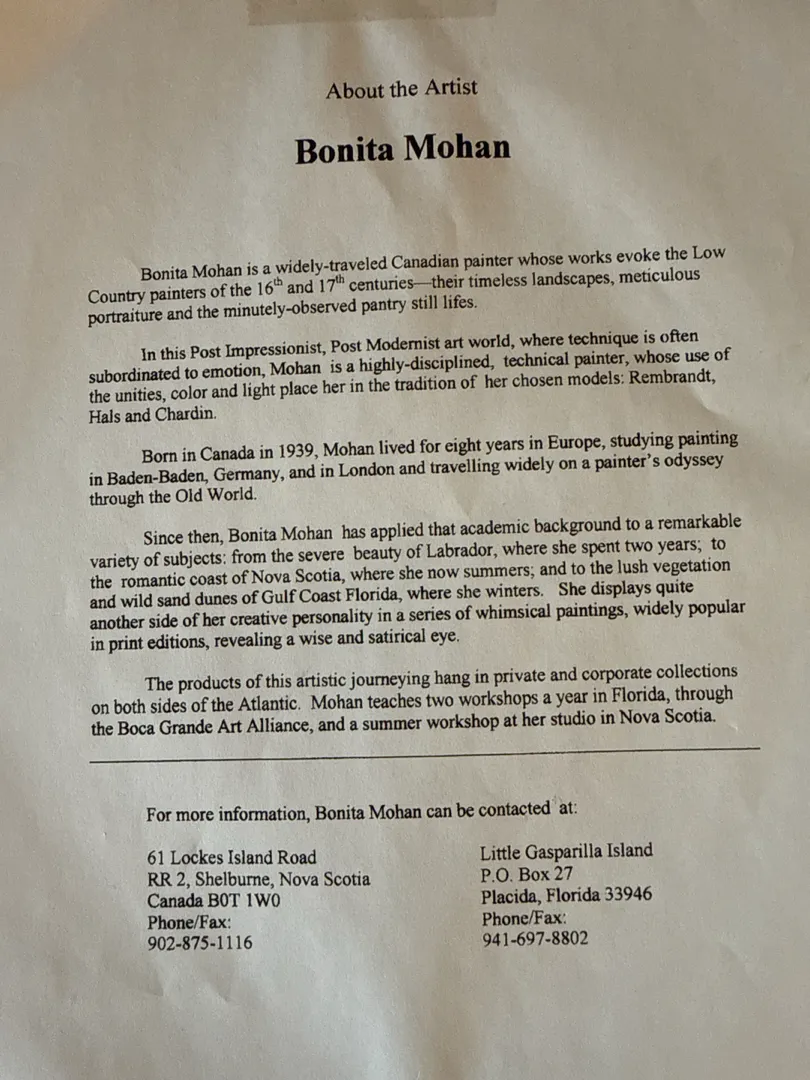 About the Artist
Bonita Mohan
Bonita Mohan is a widely-traveled Canadian painter whose works evoke the Low
Country painters of the 16th and 17th centuries—their timeless landscapes, meticulous
portraiture and the minutely-observed pantry still lifes.
In this Post Impressionist, Post Modernist art world, where technique is often
subordinated to emotion, Mohan is a highly-disciplined, technical painter, whose use of
the unities, color and light place her in the tradition of her chosen models: Rembrandt,
Hals and Chardin.
Born in Canada in 1939, Mohan lived for eight years in Europe, studying painting
in Baden-Baden, Germany, and in London and travelling widely on a painter's odyssey
through the Old World.
Since then, Bonita Mohan has applied that academic background to a remarkable
variety of subjects: from the severe beauty of Labrador, where she spent two years; to
the romantic coast of Nova Scotia, where she now summers; and to the lush vegetation
and wild sand dunes of Gulf Coast Florida, where she winters. She displays quite
another side of her creative personality in a series of whimsical paintings, widely popular
in print editions, revealing a wise and satirical eye.
The products of this artistic journeying hang in private and corporate collections
on both sides of the Atlantic. Mohan teaches two workshops a year in Florida, through
the Boca Grande Art Alliance, and a summer workshop at her studio in Nova Scotia.
For more information, Bonita Mohan can be contacted at:
61 Lockes Island Road
RR 2, Shelburne, Nova Scotia
Canada B0T 1W0
Phone/Fax:
902-875-1116
Little Gasparilla Island
P.O. Box 27
Placida, Florida 33946
Phone/Fax:
941-697-8802